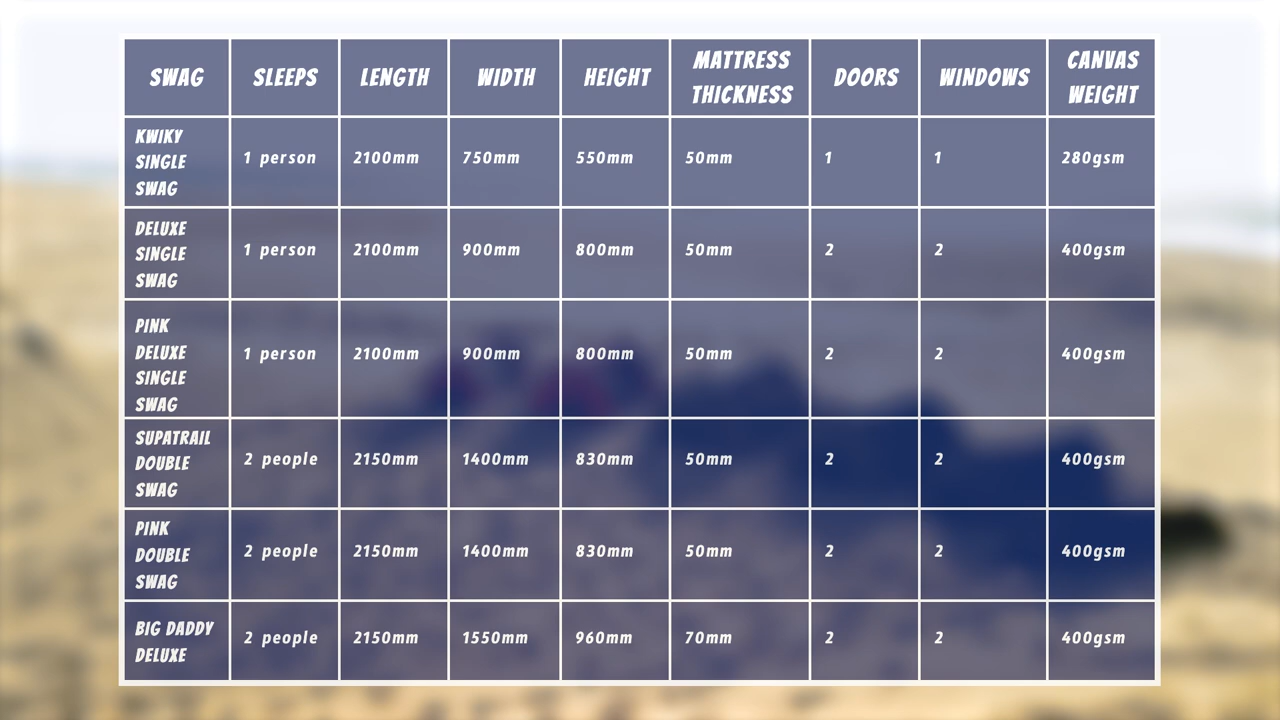 SWAG SLEEPS LENGTH WIDTH HEIGHT MATTRESS THICKNESS DOORS WINDOWS CANVAS WEIGHT
KWIKY SINGLE SWAG 1 person 2100mm 750mm 550mm 50mm 1 1 280gsm
DELUXE SINGLE SWAG 1 person 2100mm 900mm 800mm 50mm 2 2 400gsm
PINK DELUXE SINGLE SWAG 1 person 2100mm 900mm 800mm 50mm 2 2 400gsm
SUPATRAIL DOUBLE SWAG 2 people 2150mm 1400mm 830mm 50mm 2 2 400gsm
PINK DOUBLE SWAG 2 people 2150mm 1400mm 830mm 50mm 2 2 400gsm
BIG DADDY DELUXE 2 people 2150mm 1550mm 960mm 70mm 2 2 400gsm